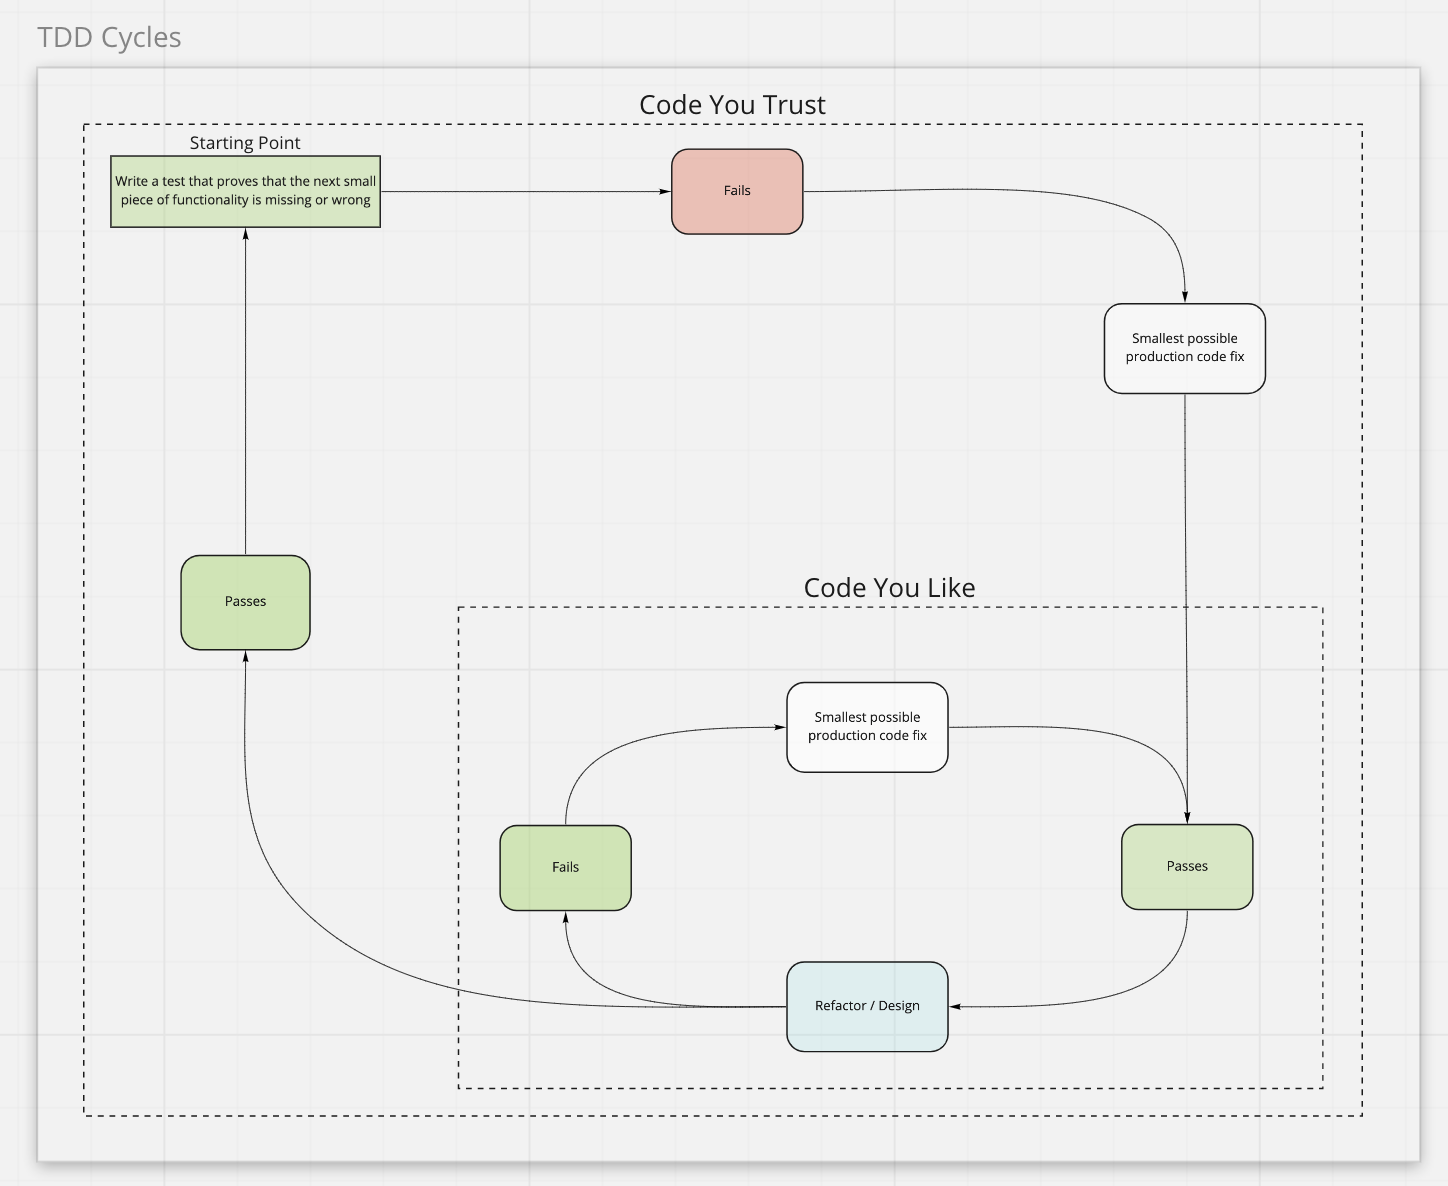 TDD Cycles
Code You Trust
Starting Point
Write a test that proves that the next small
piece of functionality is missing or wrong
Fails
Smallest possible
production code fix
Passes
Code You Like
Smallest possible
production code fix
Fails
Passes
Refactor / Design